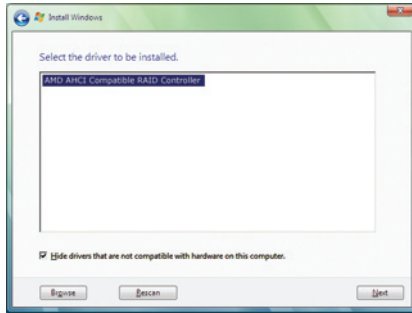 Install Windows
Select the driver to be installed.
AMD AHCI Compatible RAID Controller
Hide drivers that are not compatible with hardware on this computer.
Browse
Rescan
Next